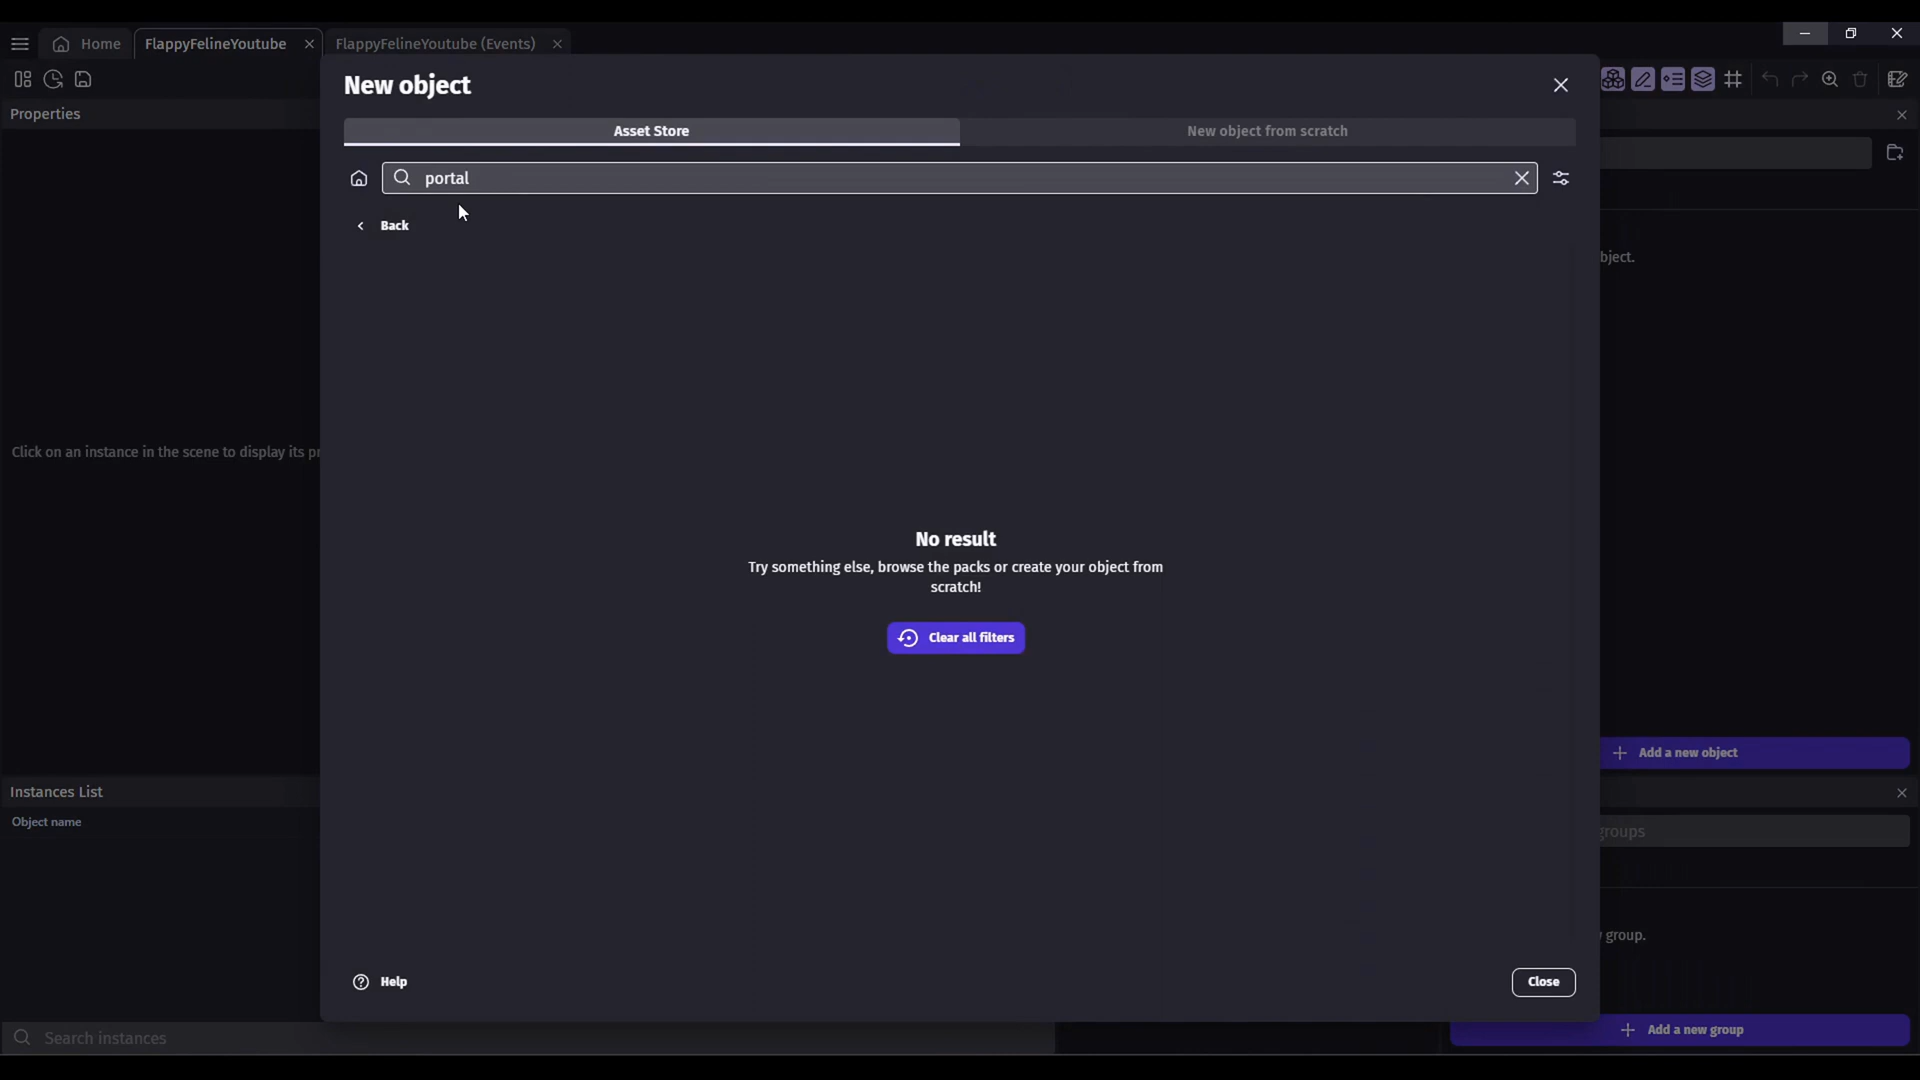 Home
FlappyFelineYoutube
FlappyFelineYoutube (Events)
New object
Properties
Asset Store
New object from scratch
portal
Back
bject.
Click on an instance in the scene to display its pr
No result
Try something else, browse the packs or create your object from
scratch!
Clear all filters
Add a new object
Instances List
Object name
groups
group.
Help
Close
Search instances
Add a new group